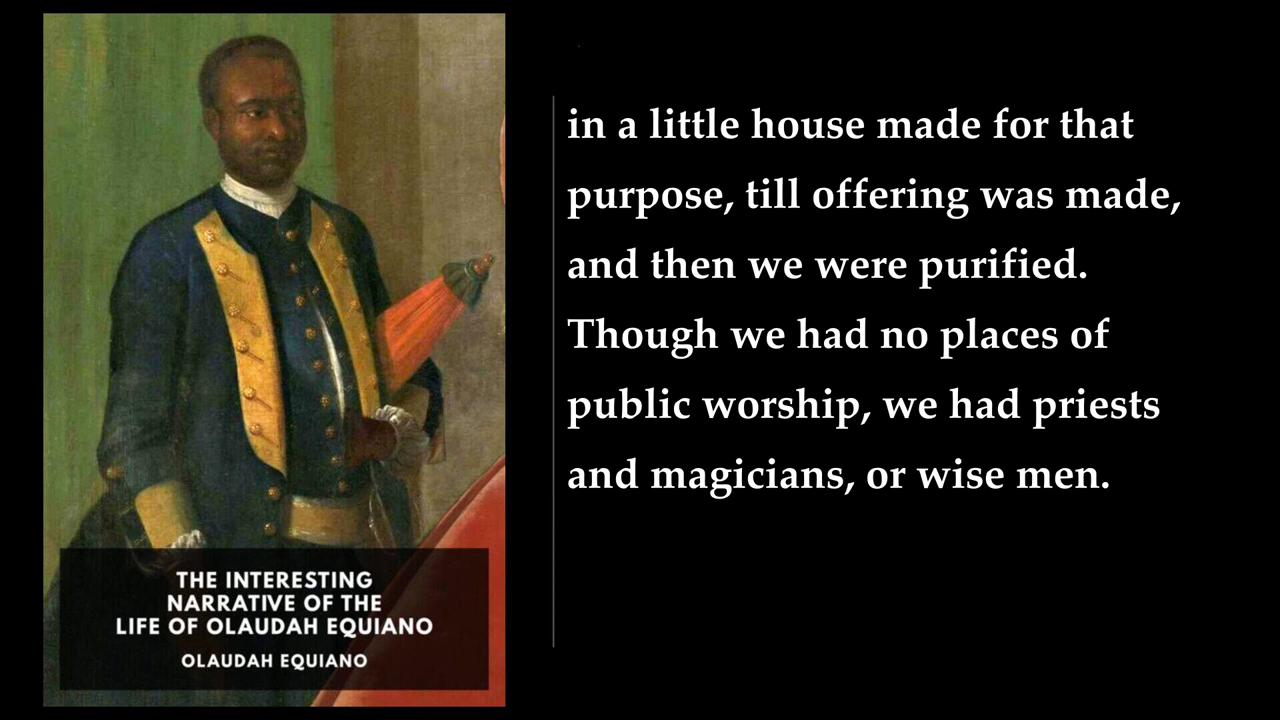 THE INTERESTING
NARRATIVE OF THE
LIFE OF OLAUDAH EQUIANO
OLAUDAH EQUIANO
in a little house made for that
purpose, till offering was made,
and then we were purified.
Though we had no places of
public worship, we had priests
and magicians, or wise men.